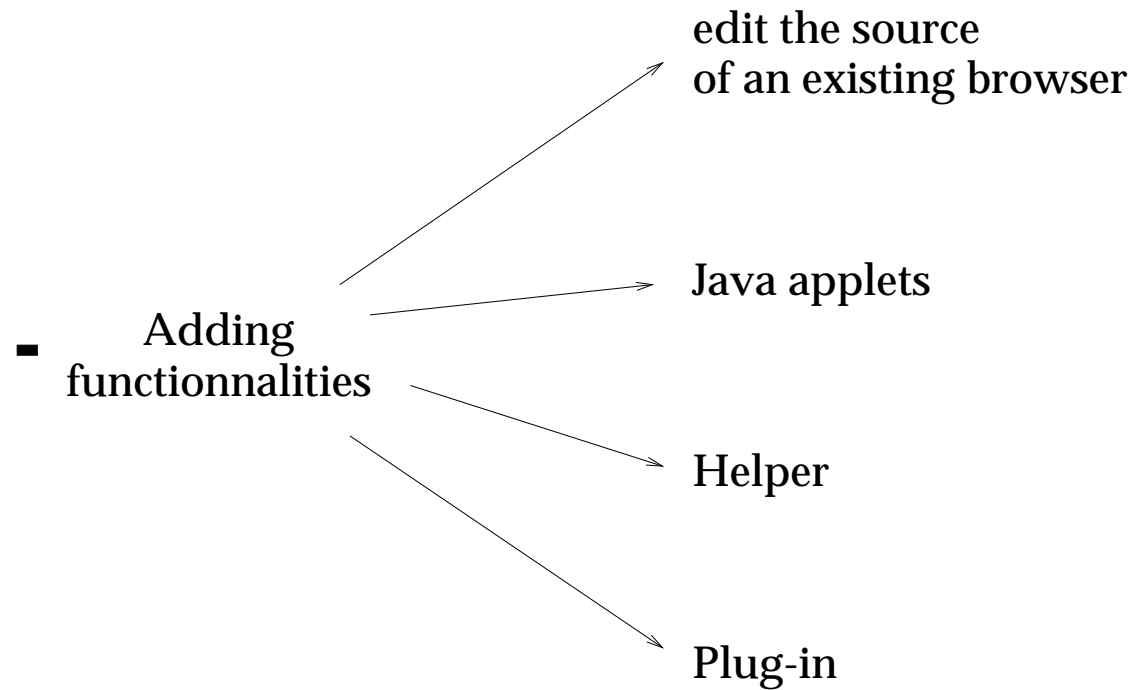 edit the source
of an existing browser
Java applets
- Adding
functionnalities
Helper
Plug-in